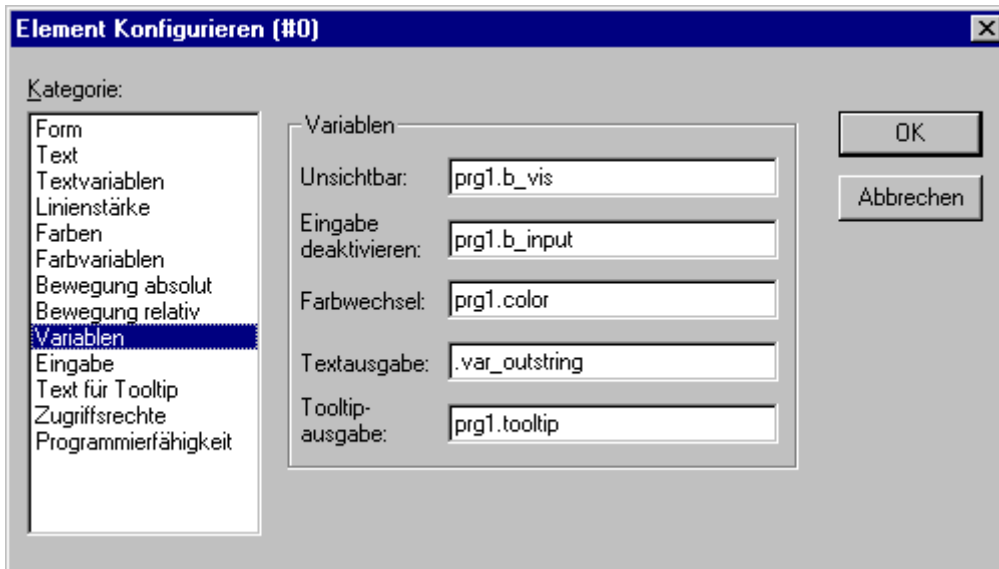 Element Konfigurieren (#0)
Kategorie:
Form
Text
Textvariablen
Linienstärke
Farben
Farbvariablen
Bewegung absolut
Bewegung relativ
Variablen
Eingabe
Text für Tooltip
Zugriffsrechte
Programmierfähigkeit
Variablen
Unsichtbar: prg1.b_vis
Eingabe
deaktivieren: prg1.b_input
Farbwechsel: prg1.color
Textausgabe: .var_outstring
Tooltip-
ausgabe: prg1.tooltip
OK
Abbrechen